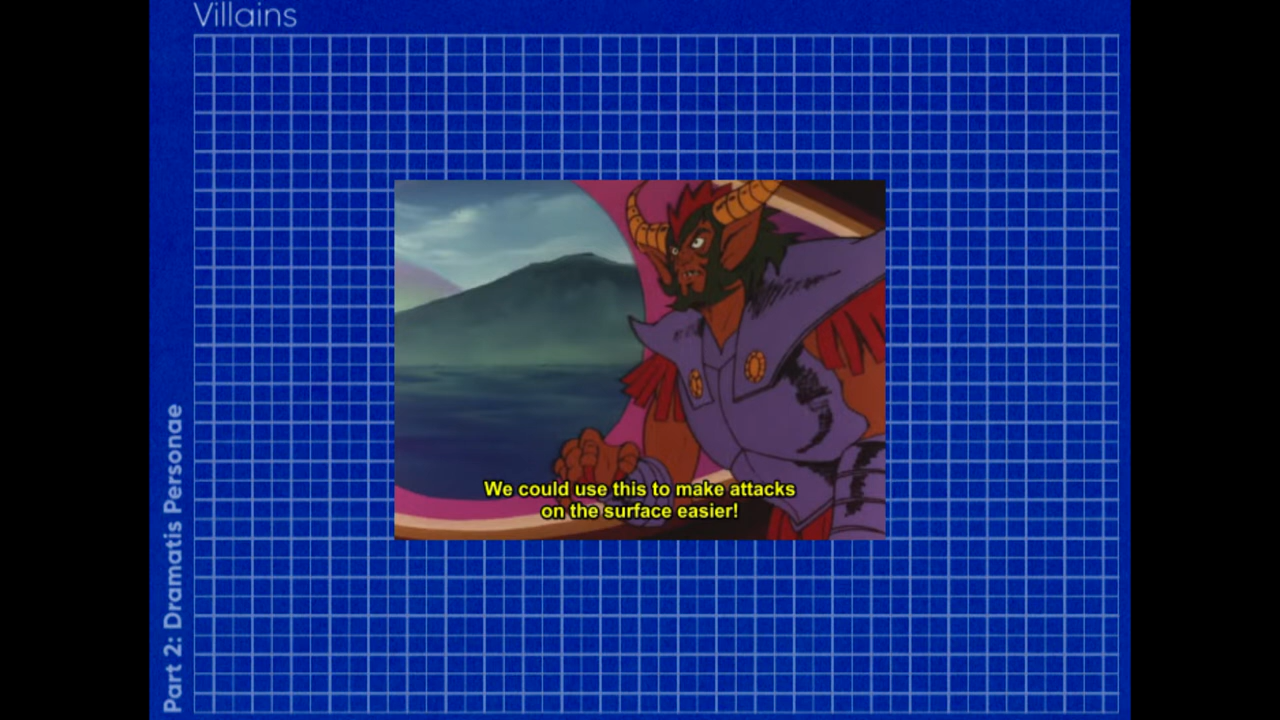 Villains
Part 2: Dramatis Personae
We could use this to make attacks
on the surface easier!